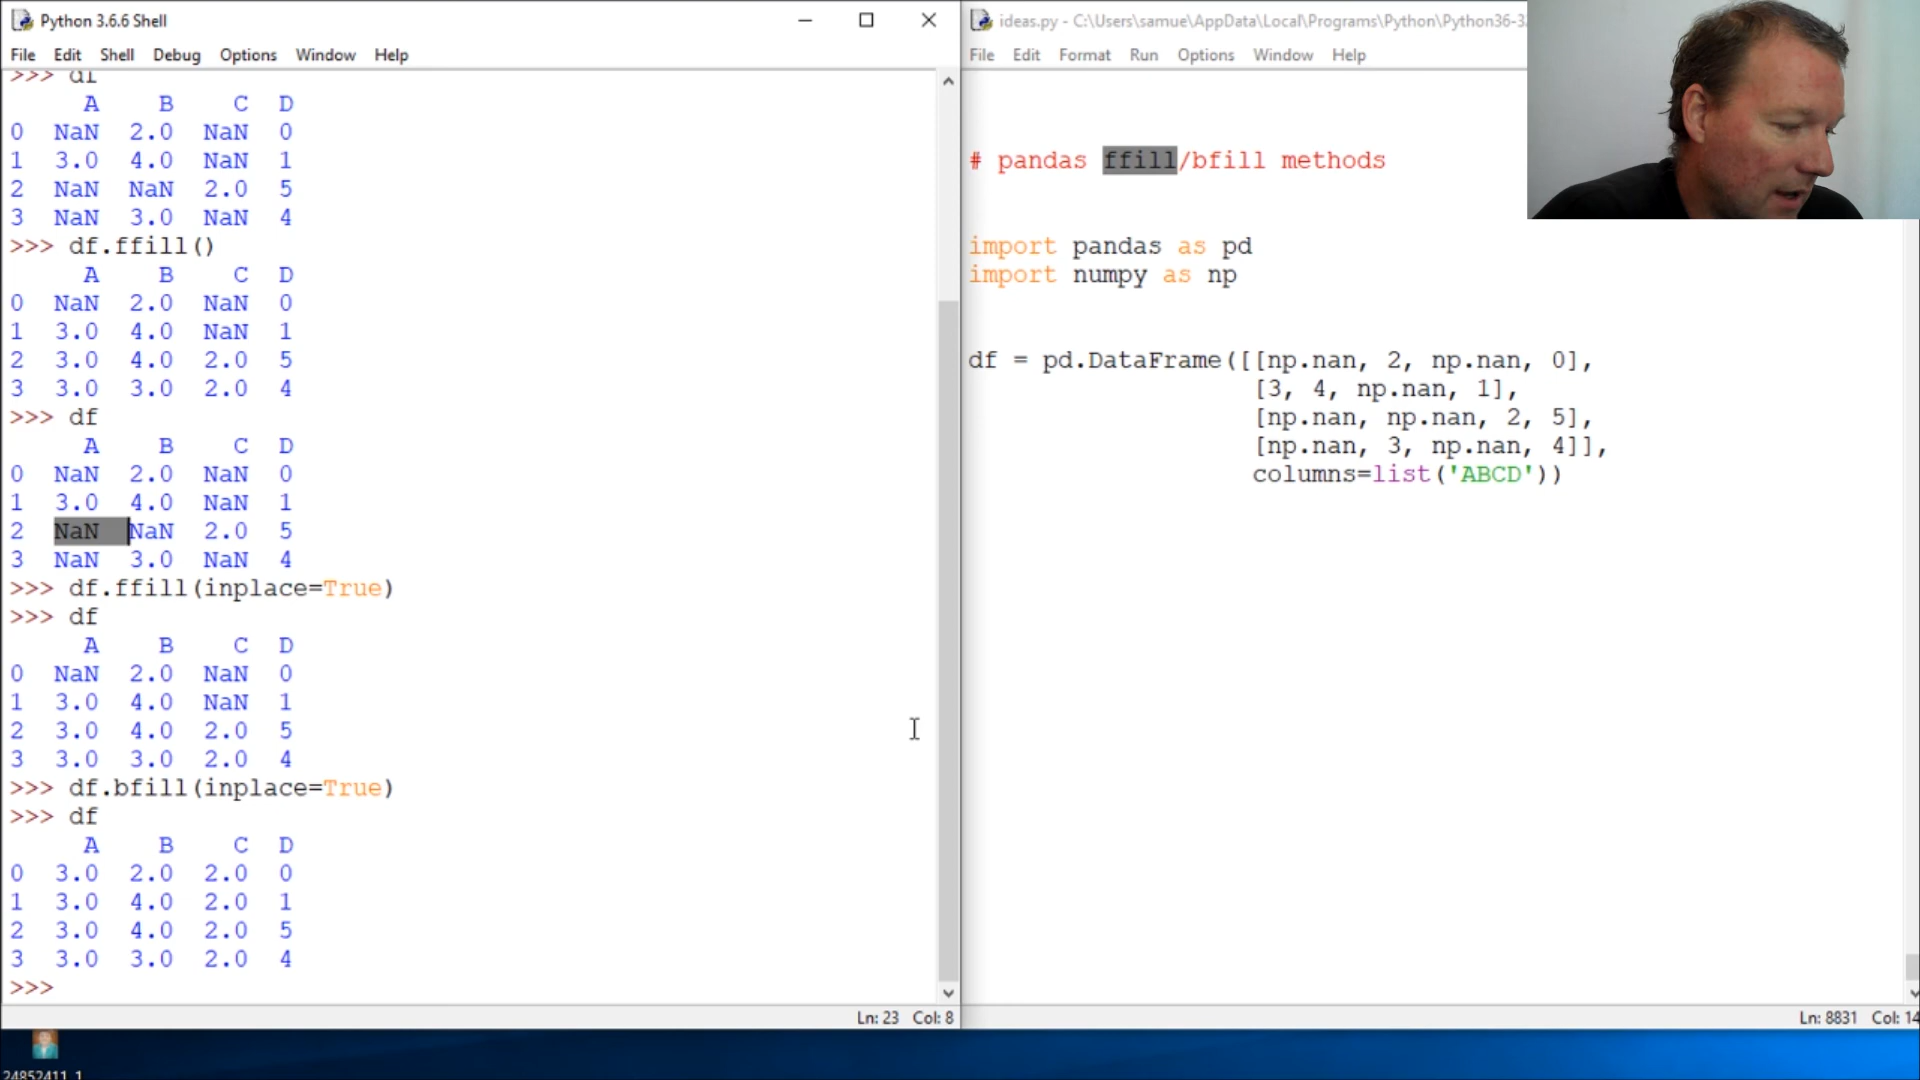 Python 3.6.6 Shell
File Edit Shell Debug Options Window Help
>>> df
A B C D
0 NaN 2.0 NaN 0
1 3.0 4.0 NaN 1
2 NaN NaN 2.0 5
3 NaN 3.0 NaN 4
>>> df.ffill()
A B C D
0 NaN 2.0 NaN 0
1 3.0 4.0 NaN 1
2 3.0 4.0 2.0 5
3 3.0 3.0 2.0 4
>>> df
A B C D
0 NaN 2.0 NaN 0
1 3.0 4.0 NaN 1
2 NaN NaN 2.0 5
3 NaN 3.0 NaN 4
>>> df.ffill(inplace=True)
>>> df
A B C D
0 NaN 2.0 NaN 0
1 3.0 4.0 NaN 1
2 3.0 4.0 2.0 5
3 3.0 3.0 2.0 4
>>> df.bfill(inplace=True)
>>> df
A B C D
0 3.0 2.0 2.0 0
1 3.0 4.0 2.0 1
2 3.0 4.0 2.0 5
3 3.0 3.0 2.0 4
>>>
Ln: 23 Col: 8
ideas.py - C:\Users\samue\AppData\Local\Programs\Python\Python36-3
File Edit Format Run Options Window Help
# pandas ffill/bfill methods
import pandas as pd
import numpy as np
df = pd.DataFrame([[np.nan, 2, np.nan, 0],
[3, 4, np.nan, 1],
[np.nan, np.nan, 2, 5],
[np.nan, 3, np.nan, 4]],
columns=list('ABCD'))
Ln: 8831 Col: 14
24852411_1